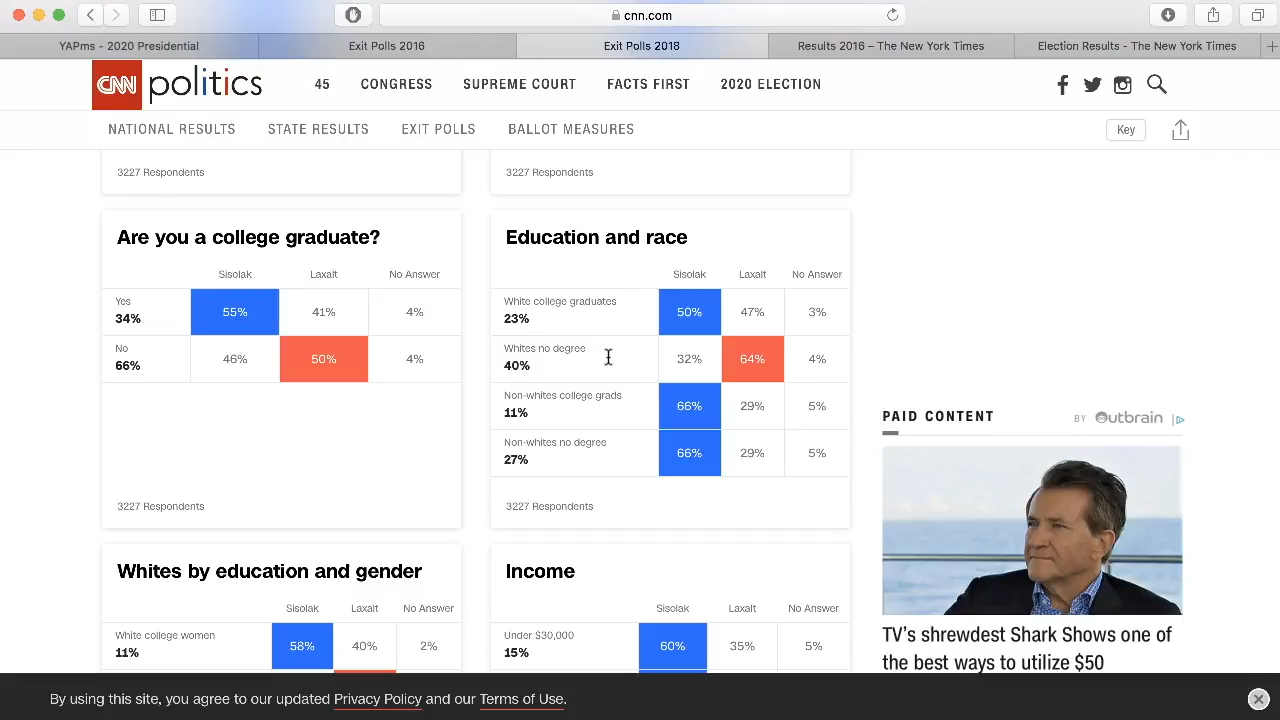 cnn.com
YAPms - 2020 Presidential
Exit Polls 2016
Exit Polls 2018
Results 2016 – The New York Times
Election Results - The New York Times
CNN politics
45 CONGRESS SUPREME COURT FACTS FIRST 2020 ELECTION
NATIONAL RESULTS STATE RESULTS EXIT POLLS BALLOT MEASURES
Key
3227 Respondents
3227 Respondents
Are you a college graduate?
Sisolak Laxalt No Answer
Yes
34% 55% 41% 4%
No
66% 46% 50% 4%
3227 Respondents
Education and race
Sisolak Laxalt No Answer
White college graduates
23% 50% 47% 3%
Whites no degree
40% 32% 64% 4%
Non-whites college grads
11% 66% 29% 5%
Non-whites no degree
27% 66% 29% 5%
3227 Respondents
Whites by education and gender
Sisolak Laxalt No Answer
White college women
11% 58% 40% 2%
Income
Sisolak Laxalt No Answer
Under $30,000
15% 60% 35% 5%
PAID CONTENT
BY Outbrain
TV's shrewdest Shark Shows one of
the best ways to utilize $50
By using this site, you agree to our updated Privacy Policy and our Terms of Use.